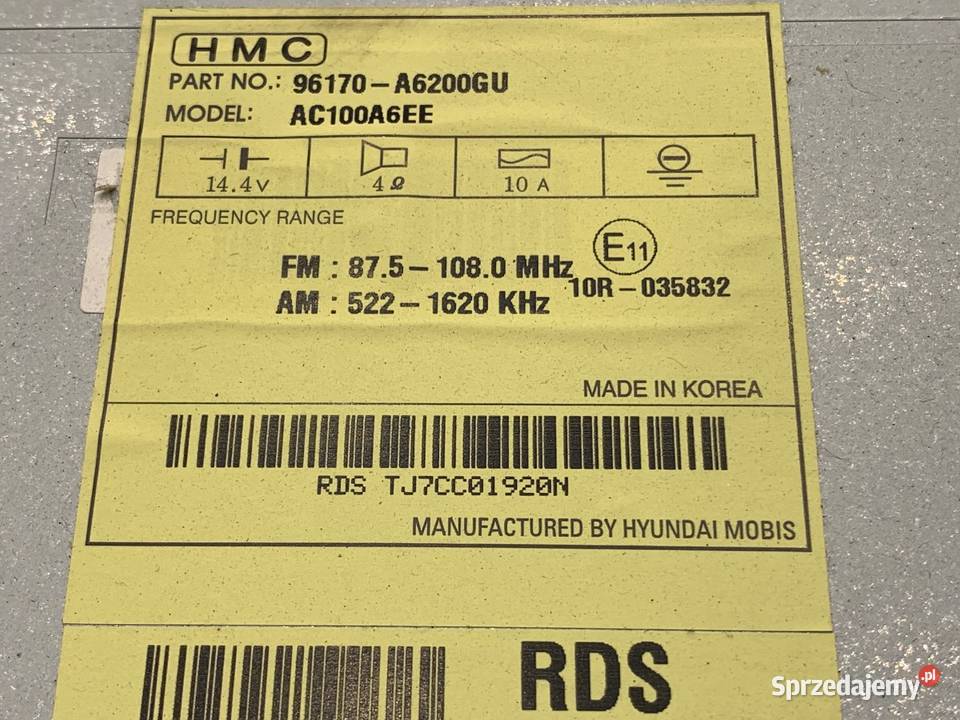 HMC
PART NO.: 96170-A6200GU
MODEL: AC100A6EE
14.4V 4Ω 10 A
FREQUENCY RANGE
E11
FM : 87.5-108.0 MHz
10R-035832
AM : 522-1620 KHz
MADE IN KOREA
RDS TJ7CC01920N
MANUFACTURED BY HYUNDAI MOBIS
RDS
Sprzedajemy.pl